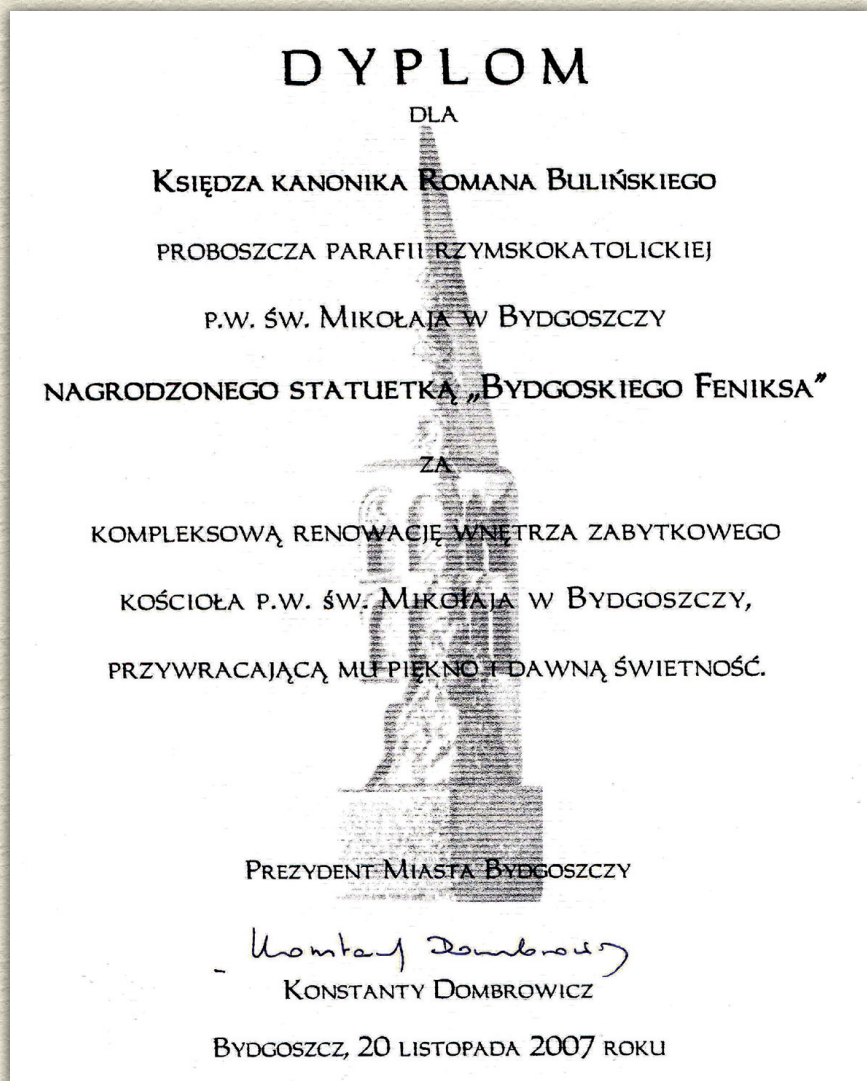 DYPLOM
DLA
KSIĘDZA KANONIKA ROMANA BULIŃSKIEGO
PROBOSZCZA PARAFII RZYMSKOKATOLICKIEJ
P.W. ŚW. MIKOŁAJA W BYDGOSZCZY
NAGRODZONEGO STATUETKĄ „BYDGOSKIEGO FENIKSA”
ZA
KOMPLEKSOWĄ RENOWACJĘ WNĘTRZA ZABYTKOWEGO
KOŚCIOŁA P.W. ŚW. MIKOŁAJA W BYDGOSZCZY,
PRZYWRACAJĄCĄ MU PIĘKNO I DAWNĄ ŚWIETNOŚĆ.
PREZYDENT MIASTA BYDGOSZCZY
Konstanty Dombrowicz
KONSTANTY DOMBROWICZ
BYDGOSZCZ, 20 LISTOPADA 2007 ROKU